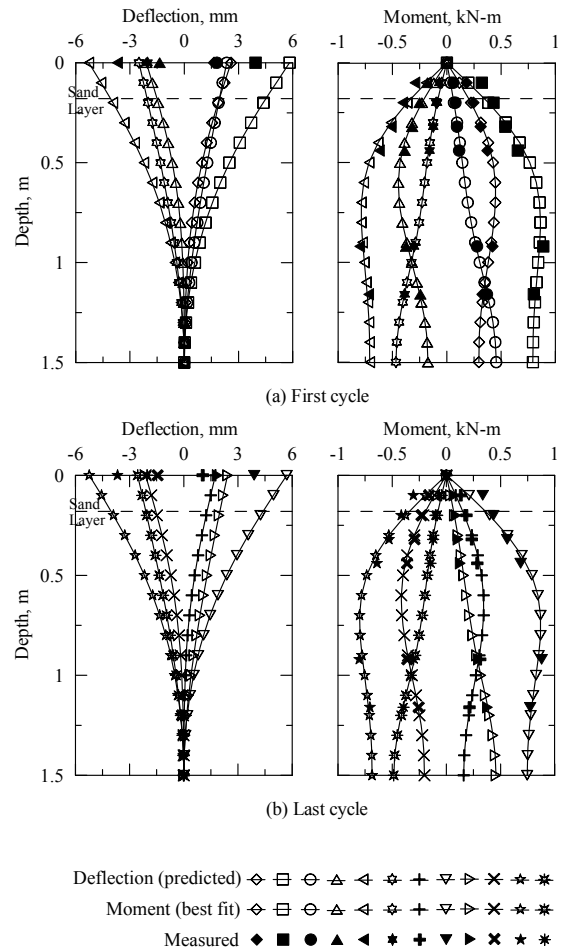 Deflection, mm
Moment, kN-m
-6 -3 0 3 6
-1 -0.5 0 0.5 1
0
0.5
1
1.5
Depth, m
Sand
Layer
(a) First cycle
Deflection, mm
Moment, kN-m
-6 -3 0 3 6
-1 -0.5 0 0.5 1
0
0.5
1
1.5
Depth, m
Sand
Layer
(b) Last cycle
Deflection (predicted)
Moment (best fit)
Measured